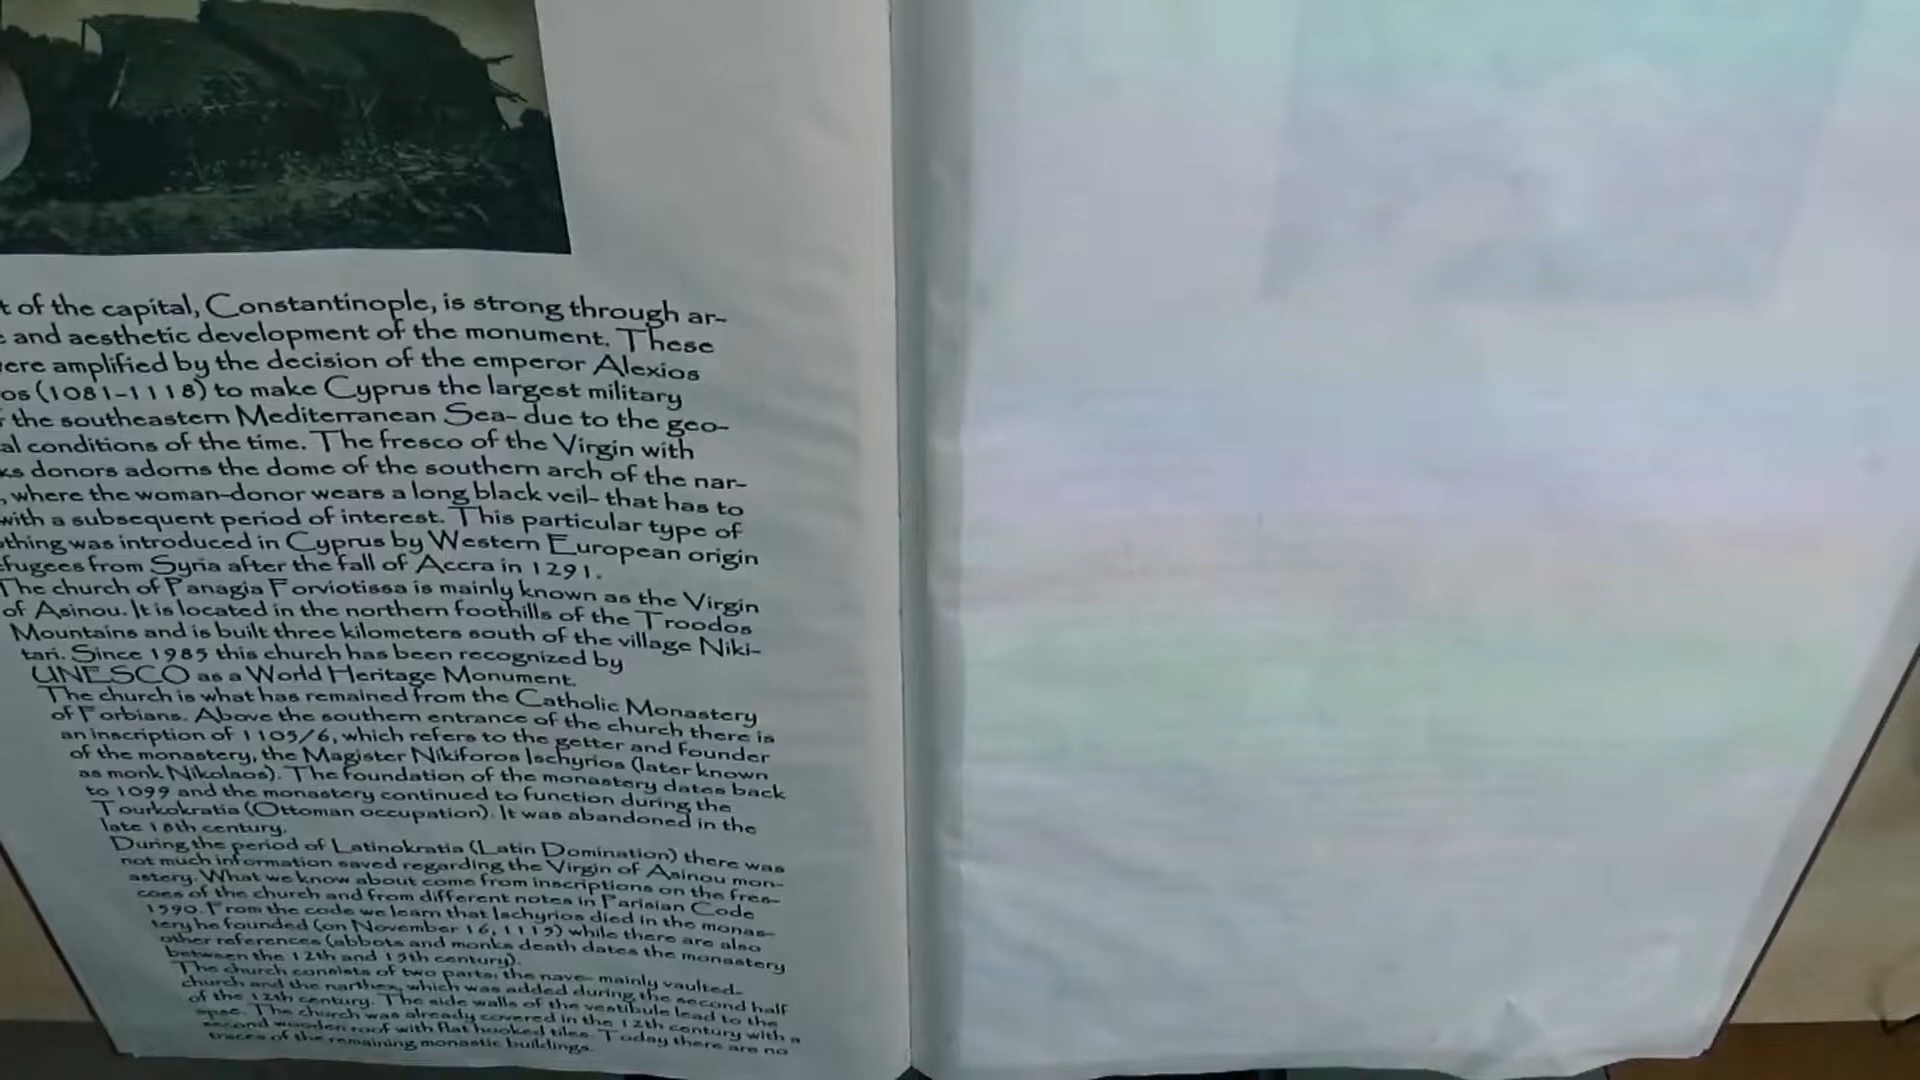 t of the capital, Constantinople, is strong through ar-
and aesthetic development of the monument. These
ere amplified by the decision of the emperor Alexios
os (1081-1118) to make Cyprus the largest military
the southeastern Mediterranean Sea- due to the geo-
al conditions of the time. The fresco of the Virgin with
ks donors adorns the dome of the southern arch of the nar-
, where the woman-donor wears a long black veil- that has to
with a subsequent period of interest. This particular type of
thing was introduced in Cyprus by Western European origin
efugees from Syria after the fall of Accra in 1291.
The church of Panagia Forviotissa is mainly known as the Virgin
of Asinou. It is located in the northern foothills of the Troodos
Mountains and is built three kilometers south of the village Niki-
tari. Since 1985 this church has been recognized by
UNESCO as a World Heritage Monument.
The church is what has remained from the Catholic Monastery
of Forbians. Above the southern entrance of the church there is
an inscription of 1105/6, which refers to the getter and founder
of the monastery, the Magister Nikiforos Ischyrios (later known
as monk Nikolaos). The foundation of the monastery dates back
to 1099 and the monastery continued to function during the
Tourkokratia (Ottoman occupation). It was abandoned in the
late 18th century.
During the period of Latinokratia (Latin Domination) there was
not much information saved regarding the Virgin of Asinou mon-
astery. What we know about come from inscriptions on the fres-
coes of the church and from different notes in Parisian Code
1590. From the code we learn that Ischyrios died in the monas-
tery he founded (on November 16, 1115) while there are also
other references (abbots and monks death dates the monastery
between the 12th and 15th century).
The church consists of two parts: the nave- mainly vaulted-
church and the narthex, which was added during the second half
of the 12th century. The side walls of the vestibule lead to the
apse. The church was already covered in the 12th century with a
second wooden roof with flat hooked tiles. Today there are no
traces of the remaining monastic buildings.